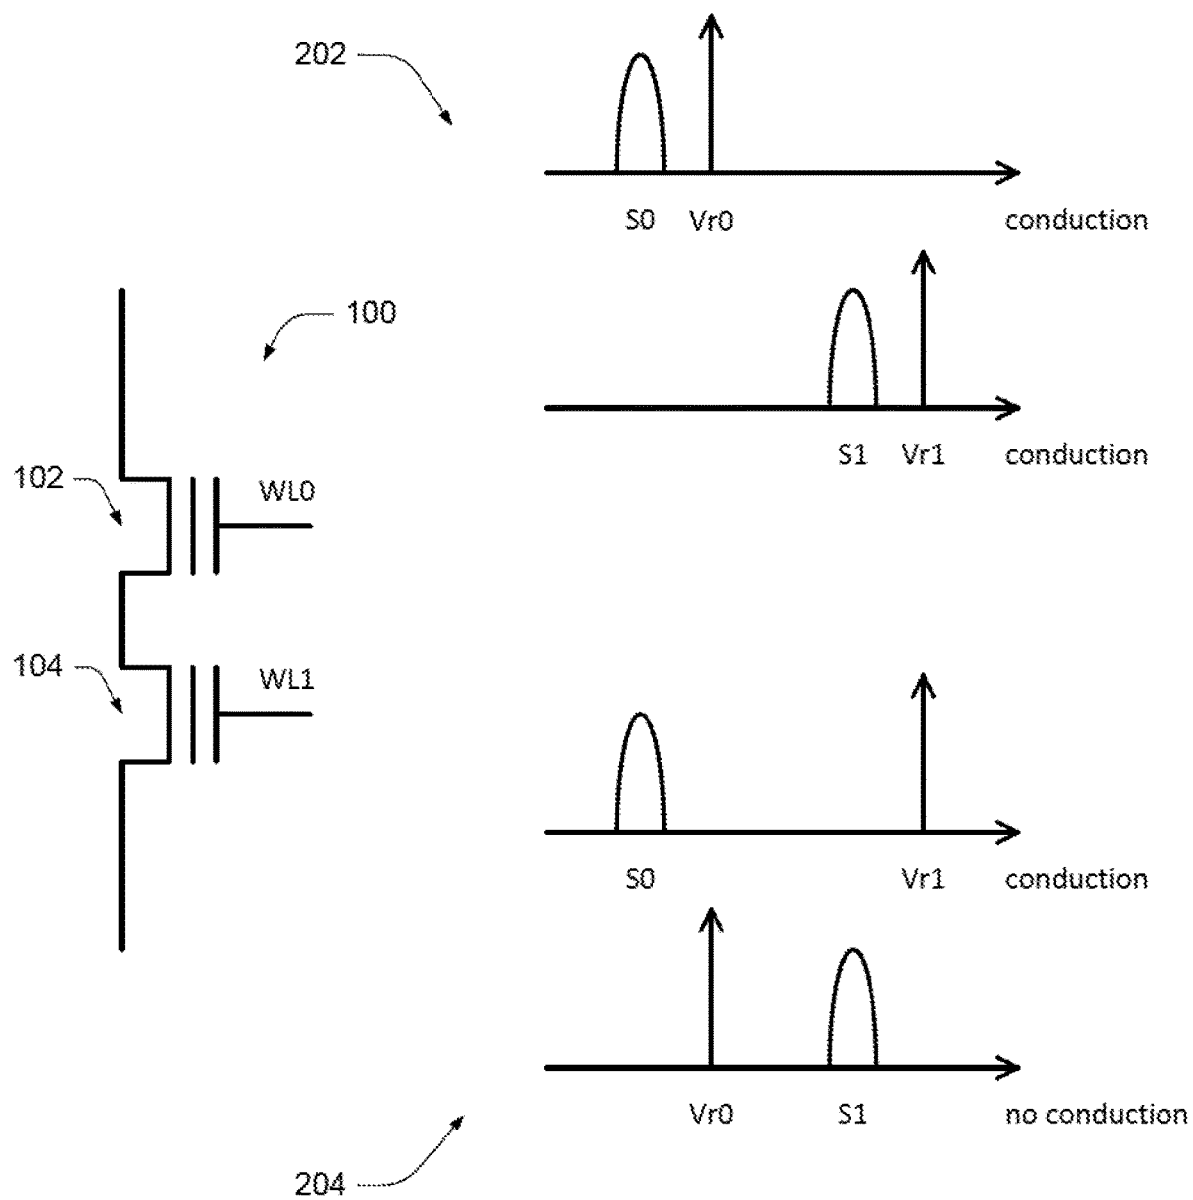 202
S0 Vr0 conduction
100
S1 Vr1 conduction
102
WL0
104
WL1
S0 Vr1 conduction
Vr0 S1 no conduction
204